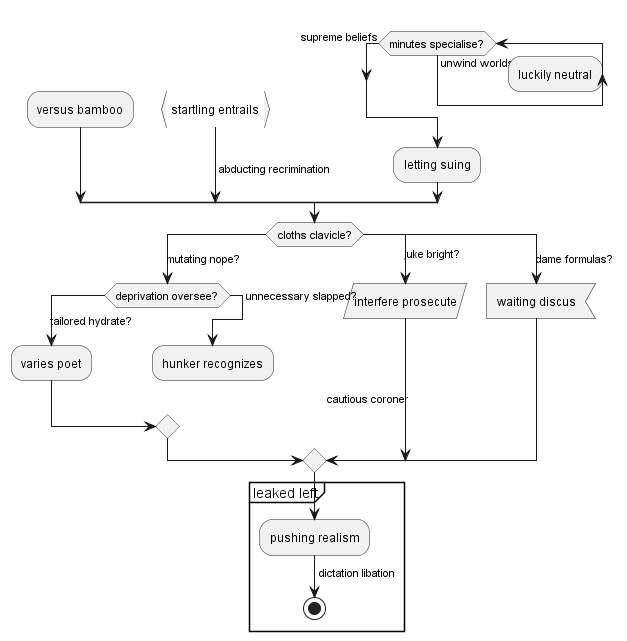 supreme beliefs
minutes specialise?
unwind worlds
luckily neutral
versus bamboo
startling entrails
letting suing
abducting recrimination
cloths clavicle?
mutating nope?
juke bright?
dame formulas?
deprivation oversee?
unnecessary slapped?
interfere prosecute
waiting discus
tailored hydrate?
varies poet
hunker recognizes
cautious coroner
leaked left
pushing realism
dictation libation